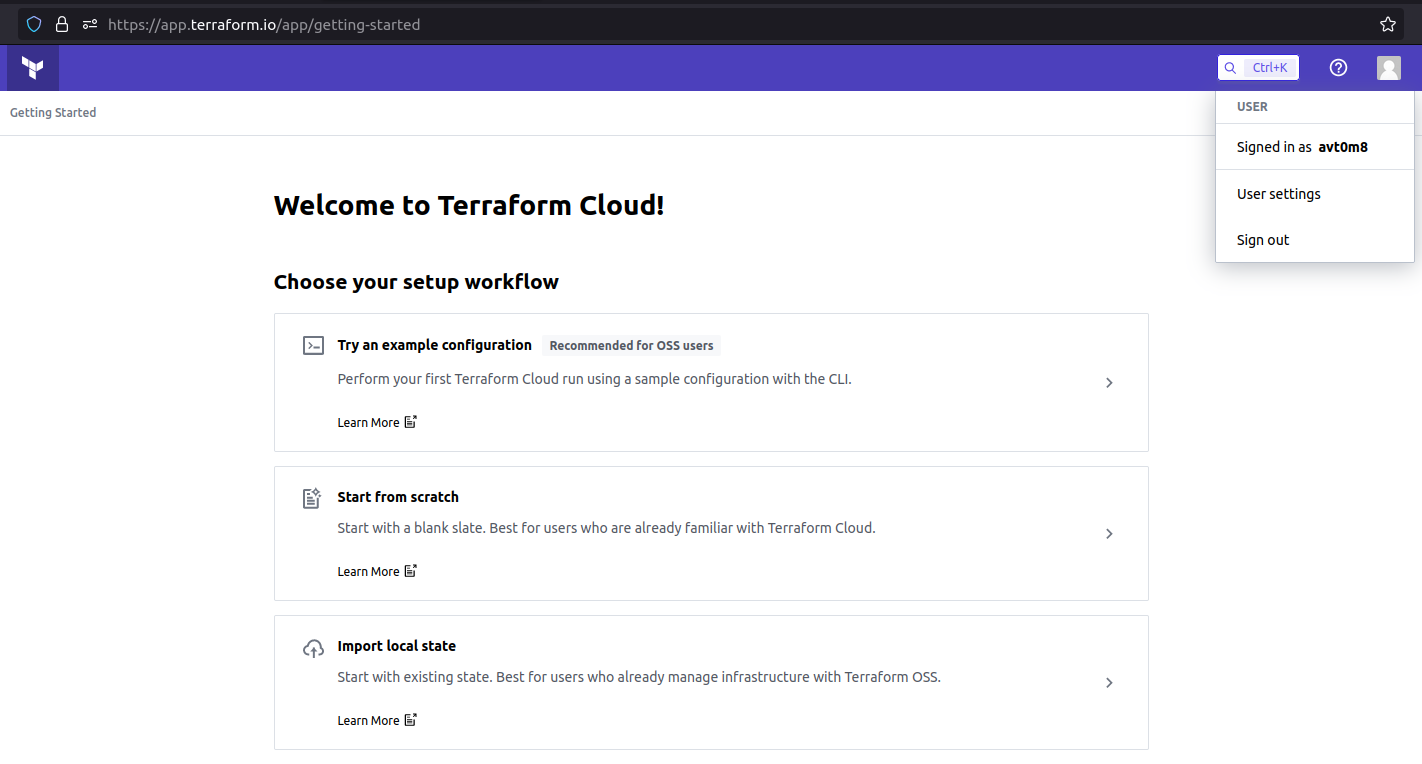 https://app.terraform.io/app/getting-started
Ctrl+K
Getting Started
USER
Signed in as avt0m8
User settings
Sign out
Welcome to Terraform Cloud!
Choose your setup workflow
Try an example configuration Recommended for OSS users
Perform your first Terraform Cloud run using a sample configuration with the CLI.
Learn More
Start from scratch
Start with a blank slate. Best for users who are already familiar with Terraform Cloud.
Learn More
Import local state
Start with existing state. Best for users who already manage infrastructure with Terraform OSS.
Learn More